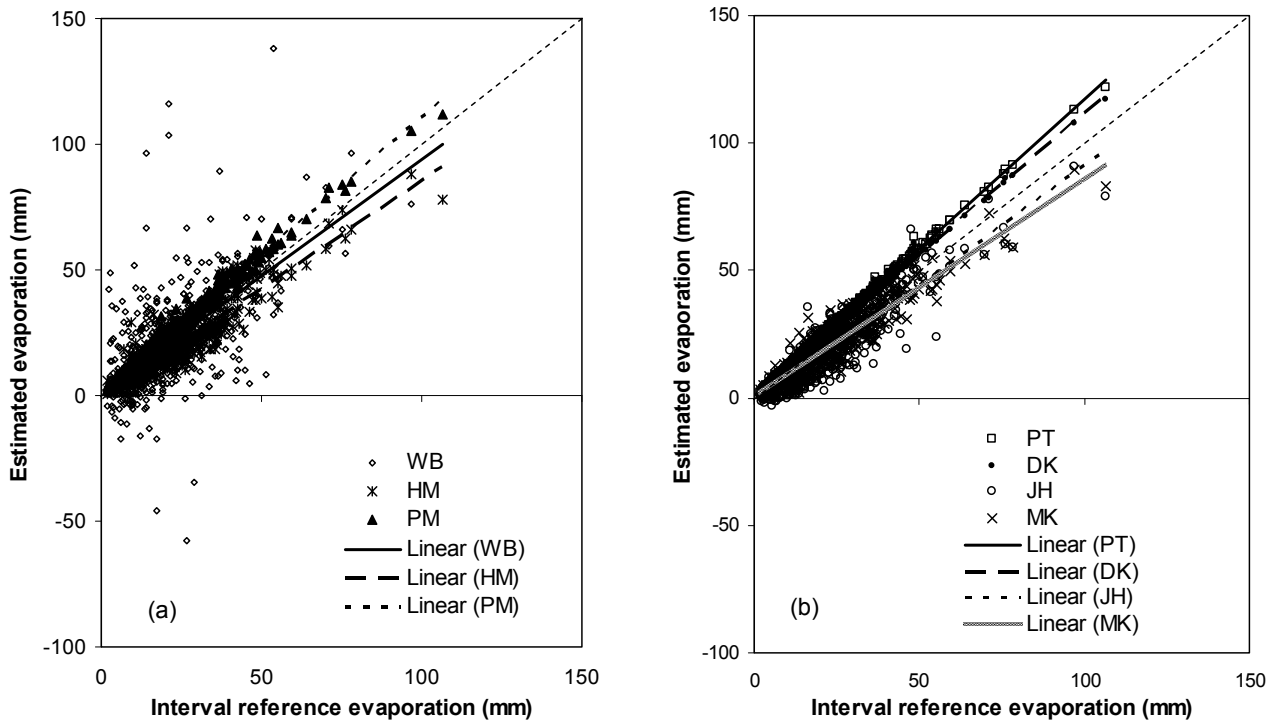 150
100
50
0
-50
-100
Estimated evaporation (mm)
WB
HM
PM
Linear (WB)
Linear (HM)
Linear (PM)
(a)
0 50 100 150
Interval reference evaporation (mm)
150
100
50
0
-50
-100
Estimated evaporation (mm)
PT
DK
JH
MK
Linear (PT)
Linear (DK)
Linear (JH)
Linear (MK)
(b)
0 50 100 150
Interval reference evaporation (mm)